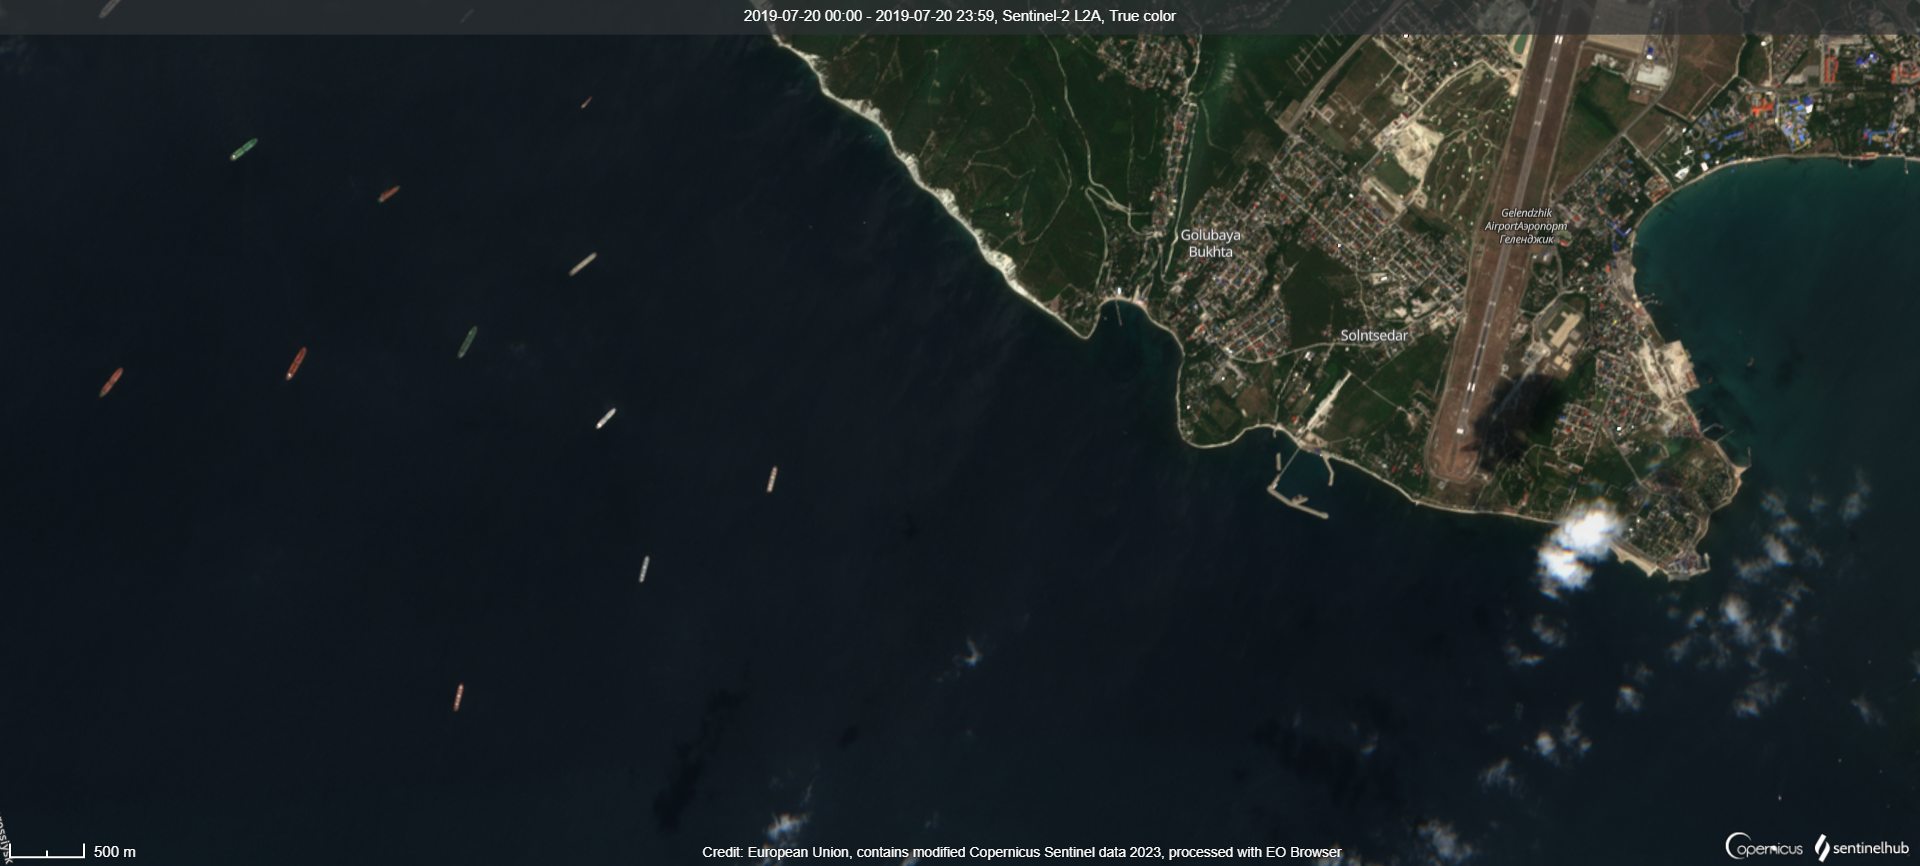 2019-07-20 00:00 - 2019-07-20 23:59, Sentinel-2 L2A, True color
Gelendzhik
AirportАэропорт
Геленджик
Golubaya
Bukhta
Solntsedar
500 m
Credit: European Union, contains modified Copernicus Sentinel data 2023, processed with EO Browser
Copernicus
sentinelhub